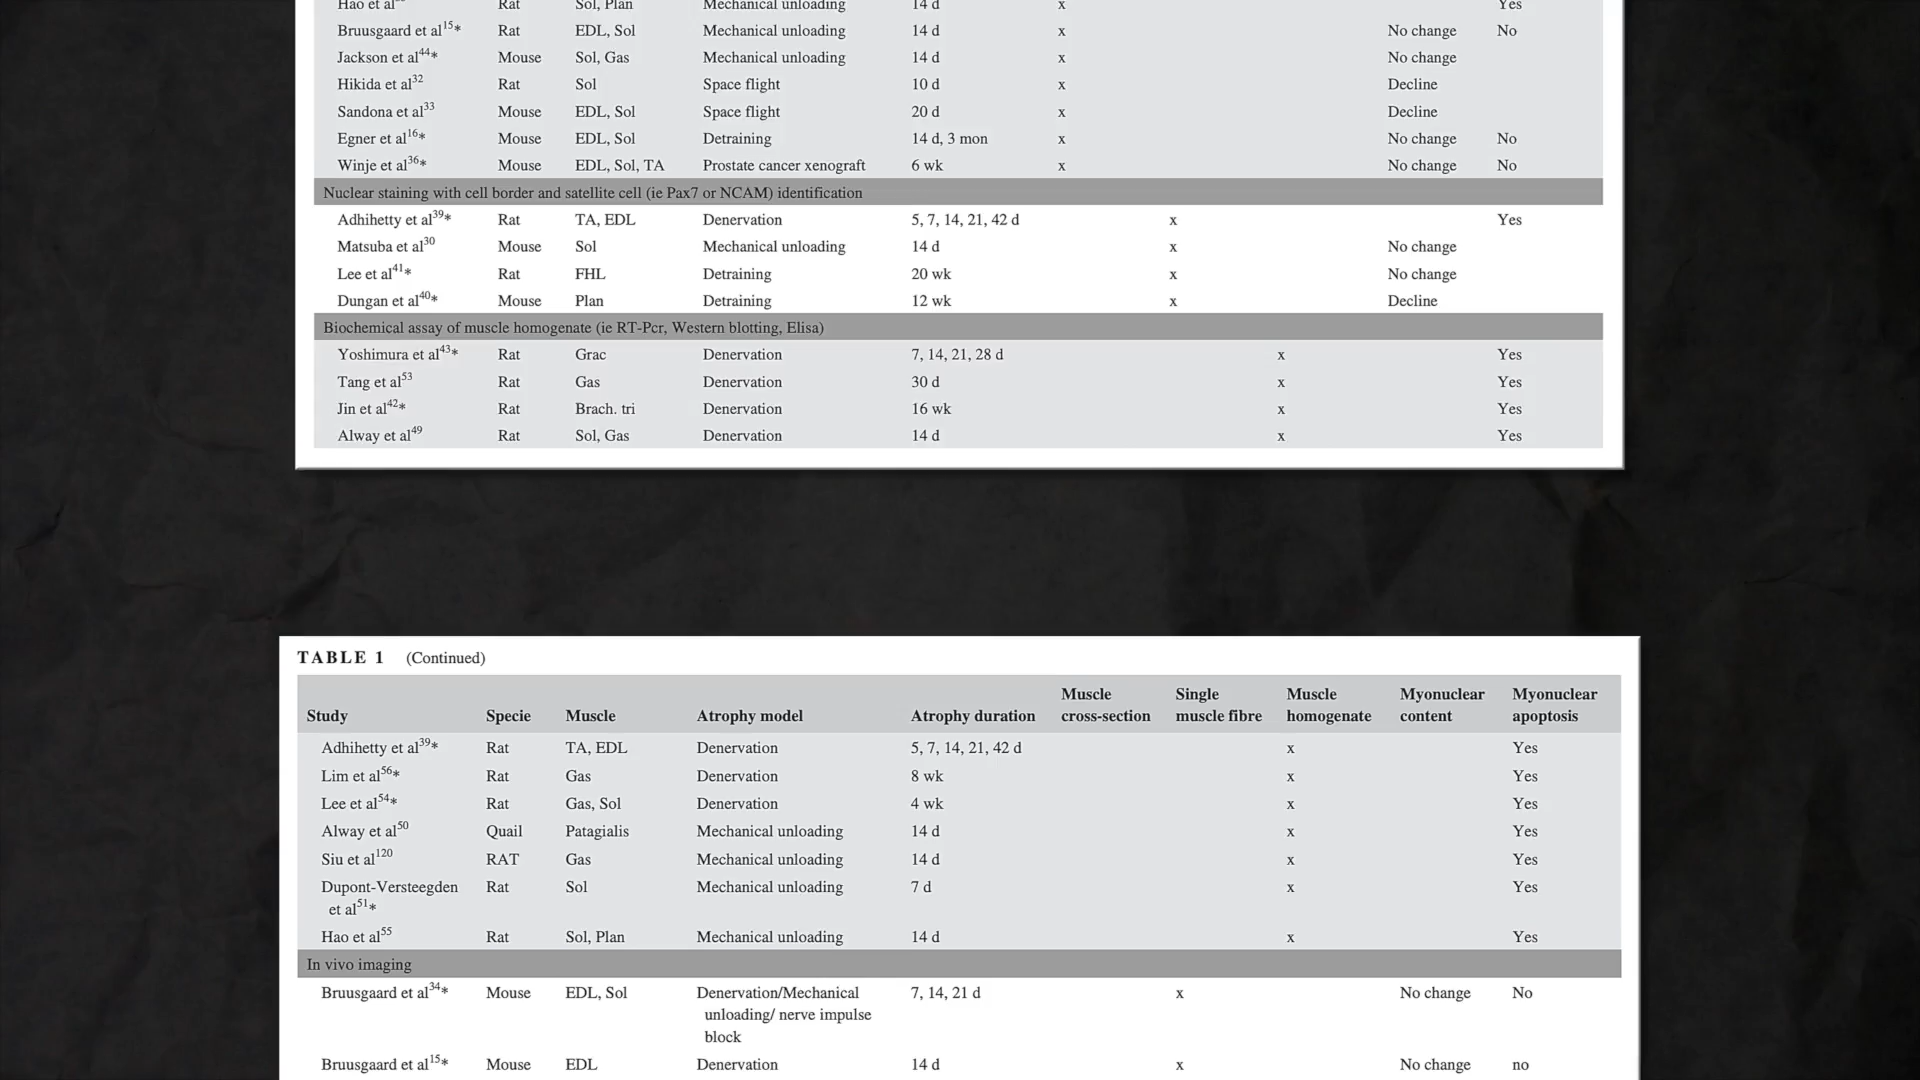 Hao et al Rat Sol, Plan Mechanical unloading 14 d x Yes
Bruusgaard et al15* Rat EDL, Sol Mechanical unloading 14 d x No change No
Jackson et al44* Mouse Sol, Gas Mechanical unloading 14 d x No change
Hikida et al32 Rat Sol Space flight 10 d x Decline
Sandona et al33 Mouse EDL, Sol Space flight 20 d x Decline
Egner et al16* Mouse EDL, Sol Detraining 14 d, 3 mon x No change No
Winje et al36* Mouse EDL, Sol, TA Prostate cancer xenograft 6 wk x No change No
Nuclear staining with cell border and satellite cell (ie Pax7 or NCAM) identification
Adhihetty et al39* Rat TA, EDL Denervation 5, 7, 14, 21, 42 d x Yes
Matsuba et al30 Mouse Sol Mechanical unloading 14 d x No change
Lee et al41* Rat FHL Detraining 20 wk x No change
Dungan et al40* Mouse Plan Detraining 12 wk x Decline
Biochemical assay of muscle homogenate (ie RT-Pcr, Western blotting, Elisa)
Yoshimura et al43* Rat Grac Denervation 7, 14, 21, 28 d x Yes
Tang et al53 Rat Gas Denervation 30 d x Yes
Jin et al42* Rat Brach. tri Denervation 16 wk x Yes
Alway et al49 Rat Sol, Gas Denervation 14 d x Yes
TABLE 1 (Continued)
Muscle Single Muscle Myonuclear Myonuclear
Study Specie Muscle Atrophy model Atrophy duration cross-section muscle fibre homogenate content apoptosis
Adhihetty et al39* Rat TA, EDL Denervation 5, 7, 14, 21, 42 d x Yes
Lim et al56* Rat Gas Denervation 8 wk x Yes
Lee et al54* Rat Gas, Sol Denervation 4 wk x Yes
Alway et al50 Quail Patagialis Mechanical unloading 14 d x Yes
Siu et al120 RAT Gas Mechanical unloading 14 d x Yes
Dupont-Versteegden Rat Sol Mechanical unloading 7 d x Yes
et al51*
Hao et al55 Rat Sol, Plan Mechanical unloading 14 d x Yes
In vivo imaging
Bruusgaard et al34* Mouse EDL, Sol Denervation/Mechanical 7, 14, 21 d x No change No
unloading/ nerve impulse
block
Bruusgaard et al15* Mouse EDL Denervation 14 d x No change no